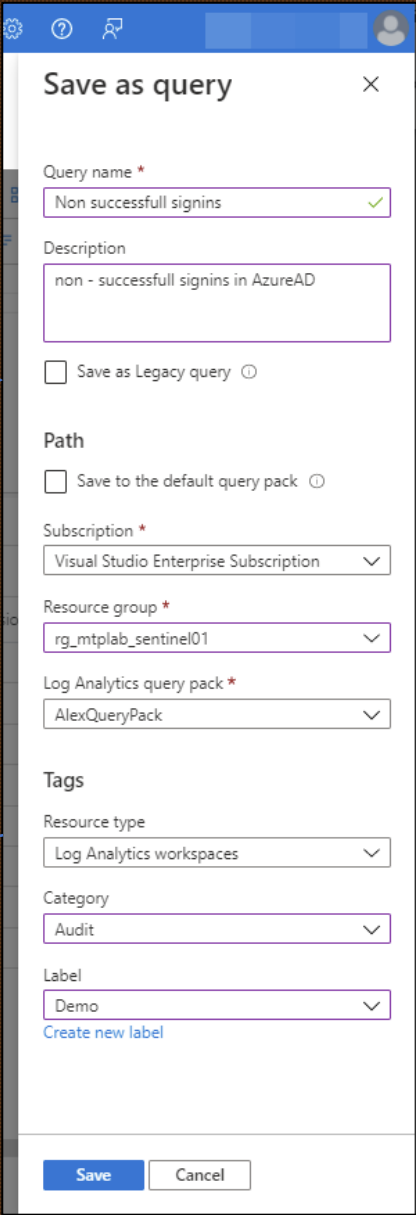 Save as query
Query name *
Non successfull signins
Description
non - successfull signins in AzureAD
Save as Legacy query
Path
Save to the default query pack
Subscription *
Visual Studio Enterprise Subscription
Resource group *
rg_mtplab_sentinel01
Log Analytics query pack *
AlexQueryPack
Tags
Resource type
Log Analytics workspaces
Category
Audit
Label
Demo
Create new label
Save
Cancel